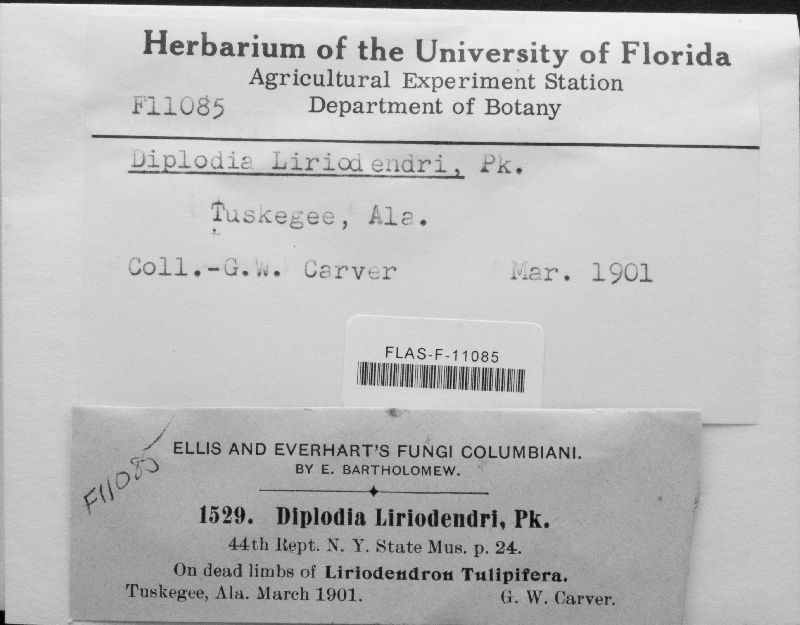 Herbarium of the University of Florida
Agricultural Experiment Station
F11085 Department of Botany
Diplodia Liriodendri, Pk.
Tuskegee, Ala.
Coll.-G.W. Carver Mar. 1901
FLAS-F-11085
ELLIS AND EVERHART'S FUNGI COLUMBIANI.
BY E. BARTHOLOMEW.
F11085
1529. Diplodia Liriodendri, Pk.
44th Rept. N. Y. State Mus. p. 24.
On dead limbs of Liriodendron Tulipifera.
Tuskegee, Ala. March 1901. G. W. Carver.